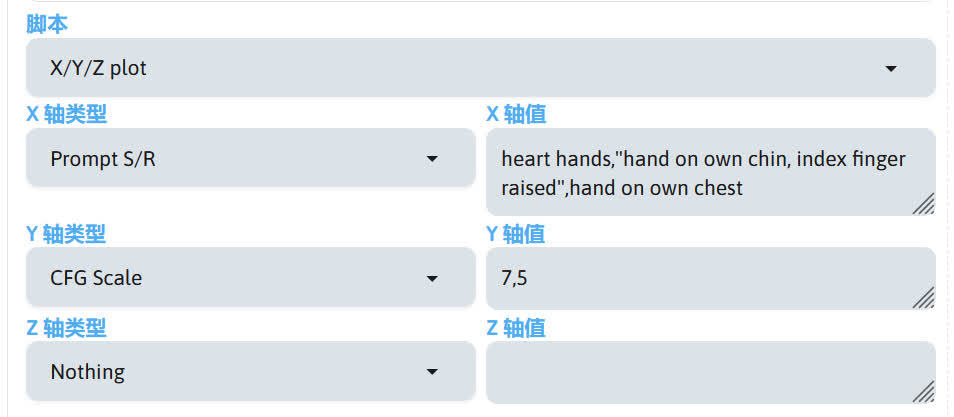 脚本
X/Y/Z plot
X 轴类型
X 轴值
Prompt S/R
heart hands,"hand on own chin, index finger
raised",hand on own chest
Y 轴类型
Y 轴值
CFG Scale
7,5
Z 轴类型
Z 轴值
Nothing